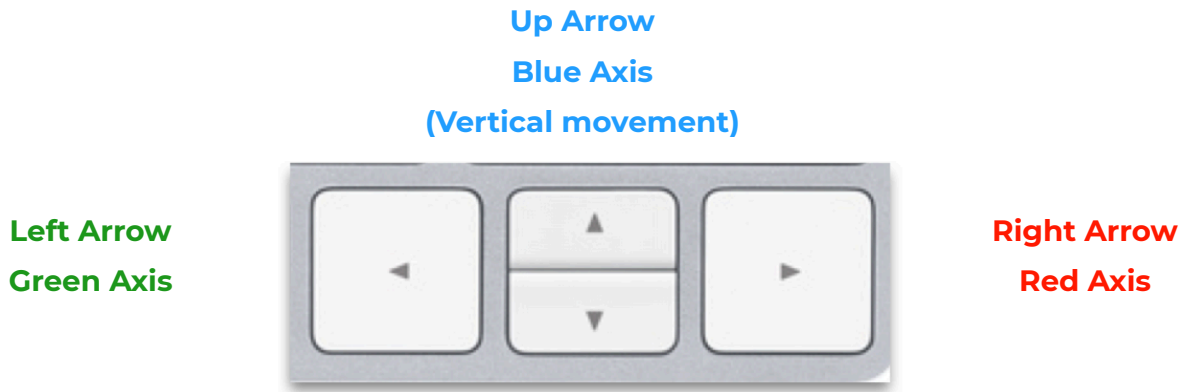 Up Arrow
Blue Axis
(Vertical movement)
Left Arrow
Green Axis
Right Arrow
Red Axis